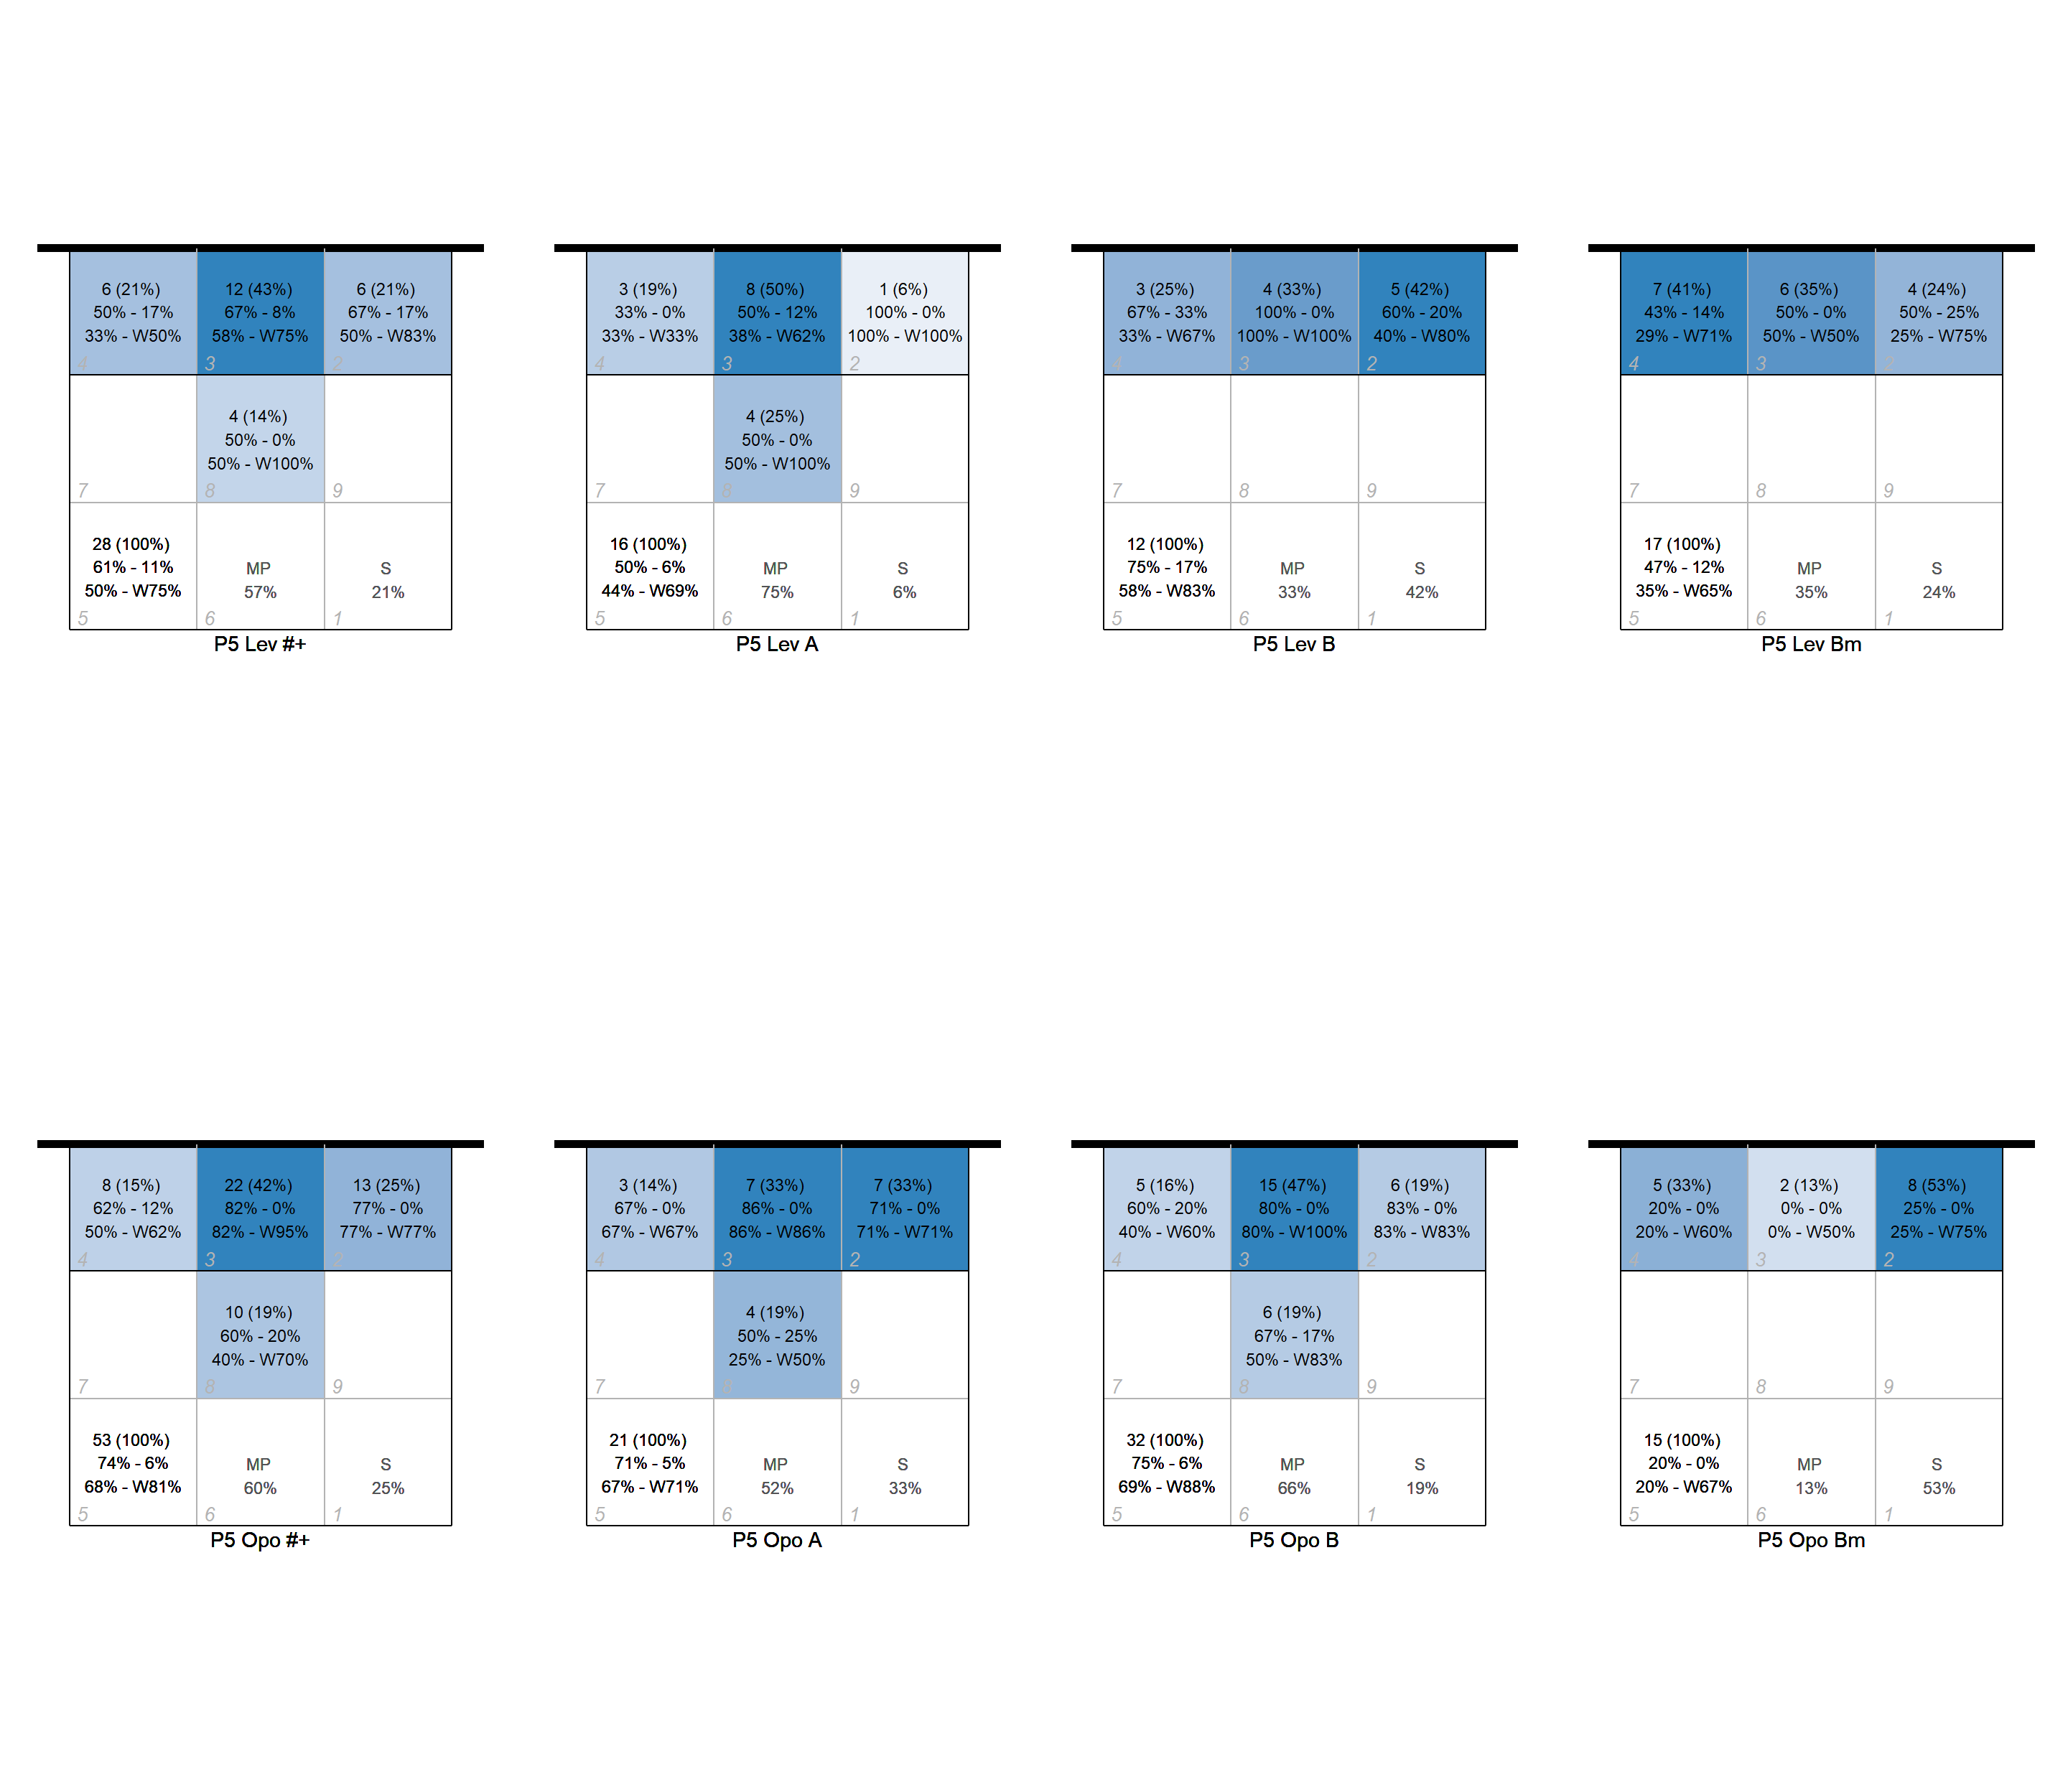 6 (21%)
50% - 17%
33% - W50%
4
12 (43%)
67% - 8%
58% - W75%
3
6 (21%)
67% - 17%
50% - W83%
2
7
4 (14%)
50% - 0%
50% - W100%
8
9
28 (100%)
61% - 11%
50% - W75%
5
MP
57%
6
S
21%
1
P5 Lev #+
3 (19%)
33% - 0%
33% - W33%
4
8 (50%)
50% - 12%
38% - W62%
3
1 (6%)
100% - 0%
100% - W100%
2
7
4 (25%)
50% - 0%
50% - W100%
8
9
16 (100%)
50% - 6%
44% - W69%
5
MP
75%
6
S
6%
1
P5 Lev A
3 (25%)
67% - 33%
33% - W67%
4
4 (33%)
100% - 0%
100% - W100%
3
5 (42%)
60% - 20%
40% - W80%
2
7
8
9
12 (100%)
75% - 17%
58% - W83%
5
MP
33%
6
S
42%
1
P5 Lev B
7 (41%)
43% - 14%
29% - W71%
4
6 (35%)
50% - 0%
50% - W50%
3
4 (24%)
50% - 25%
25% - W75%
2
7
8
9
17 (100%)
47% - 12%
35% - W65%
5
MP
35%
6
S
24%
1
P5 Lev Bm
8 (15%)
62% - 12%
50% - W62%
4
22 (42%)
82% - 0%
82% - W95%
3
13 (25%)
77% - 0%
77% - W77%
2
7
10 (19%)
60% - 20%
40% - W70%
8
9
53 (100%)
74% - 6%
68% - W81%
5
MP
60%
6
S
25%
1
P5 Opo #+
3 (14%)
67% - 0%
67% - W67%
4
7 (33%)
86% - 0%
86% - W86%
3
7 (33%)
71% - 0%
71% - W71%
2
7
4 (19%)
50% - 25%
25% - W50%
8
9
21 (100%)
71% - 5%
67% - W71%
5
MP
52%
6
S
33%
1
P5 Opo A
5 (16%)
60% - 20%
40% - W60%
4
15 (47%)
80% - 0%
80% - W100%
3
6 (19%)
83% - 0%
83% - W83%
2
7
6 (19%)
67% - 17%
50% - W83%
8
9
32 (100%)
75% - 6%
69% - W88%
5
MP
66%
6
S
19%
1
P5 Opo B
5 (33%)
20% - 0%
20% - W60%
4
2 (13%)
0% - 0%
0% - W50%
3
8 (53%)
25% - 0%
25% - W75%
2
7
8
9
15 (100%)
20% - 0%
20% - W67%
5
MP
13%
6
S
53%
1
P5 Opo Bm